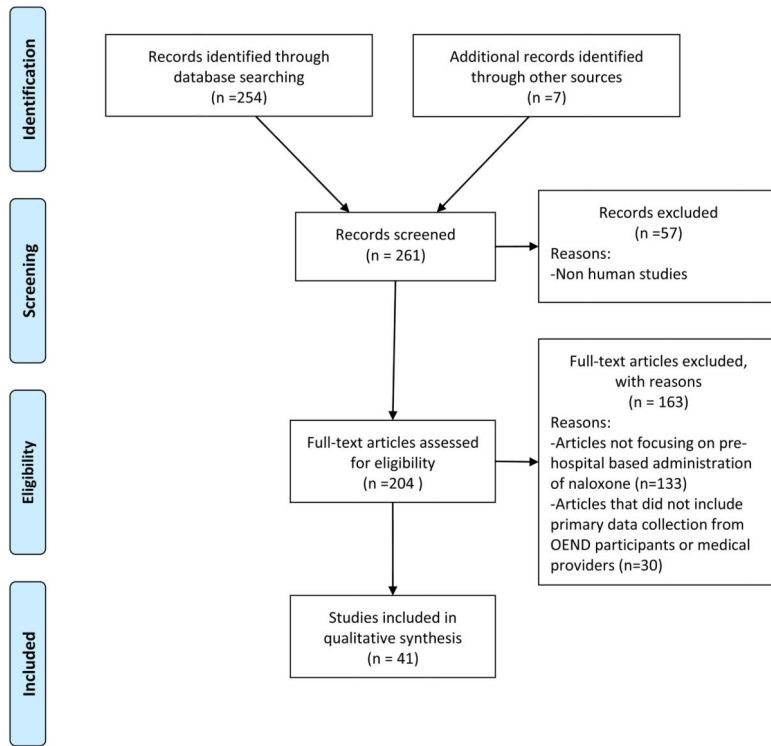 Identification
Records identified through
database searching
(n =254)
Additional records identified
through other sources
(n =7)
Screening
Records screened
(n = 261)
Records excluded
(n =57)
Reasons:
-Non human studies
Eligibility
Full-text articles assessed
for eligibility
(n =204 )
Full-text articles excluded,
with reasons
(n = 163)
Reasons:
-Articles not focusing on pre-
hospital based administration
of naloxone (n=133)
-Articles that did not include
primary data collection from
OEND participants or medical
providers (n=30)
Included
Studies included in
qualitative synthesis
(n = 41)